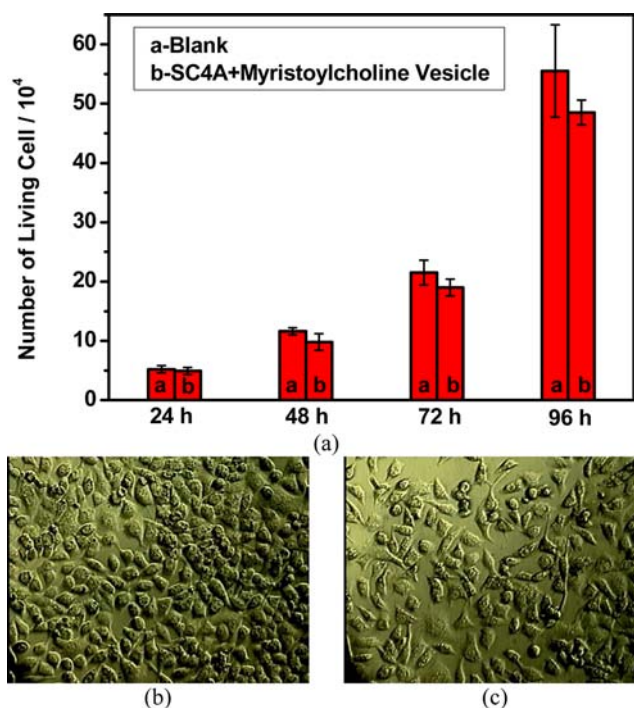 60
50
40
30
20
10
0
Number of Living Cell / 10⁴
a-Blank
b-SC4A+Myristoylcholine Vesicle
a b a b a b a b
24 h 48 h 72 h 96 h
(a)
(b) (c)